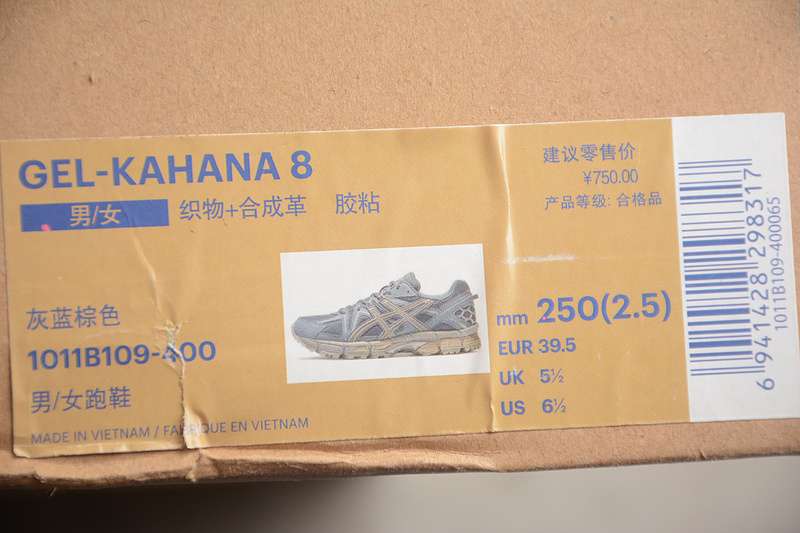 GEL-KAHANA 8
男/女 织物+合成革 胶粘
灰蓝棕色
1011B109-400
男/女跑鞋
MADE IN VIETNAM / FABRIQUE EN VIETNAM
建议零售价
¥750.00
产品等级: 合格品
mm 250(2.5)
EUR 39.5
UK 5½
US 6½
6 941428 298317
1011B109-400065